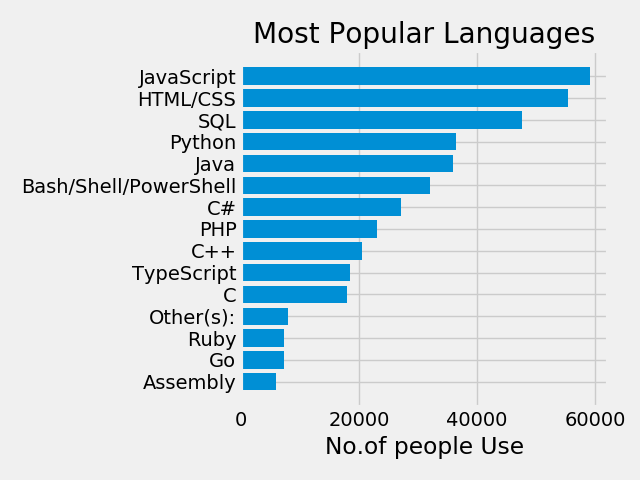 Most Popular Languages
JavaScript
HTML/CSS
SQL
Python
Java
Bash/Shell/PowerShell
C#
PHP
C++
TypeScript
C
Other(s):
Ruby
Go
Assembly
0 20000 40000 60000
No.of people Use